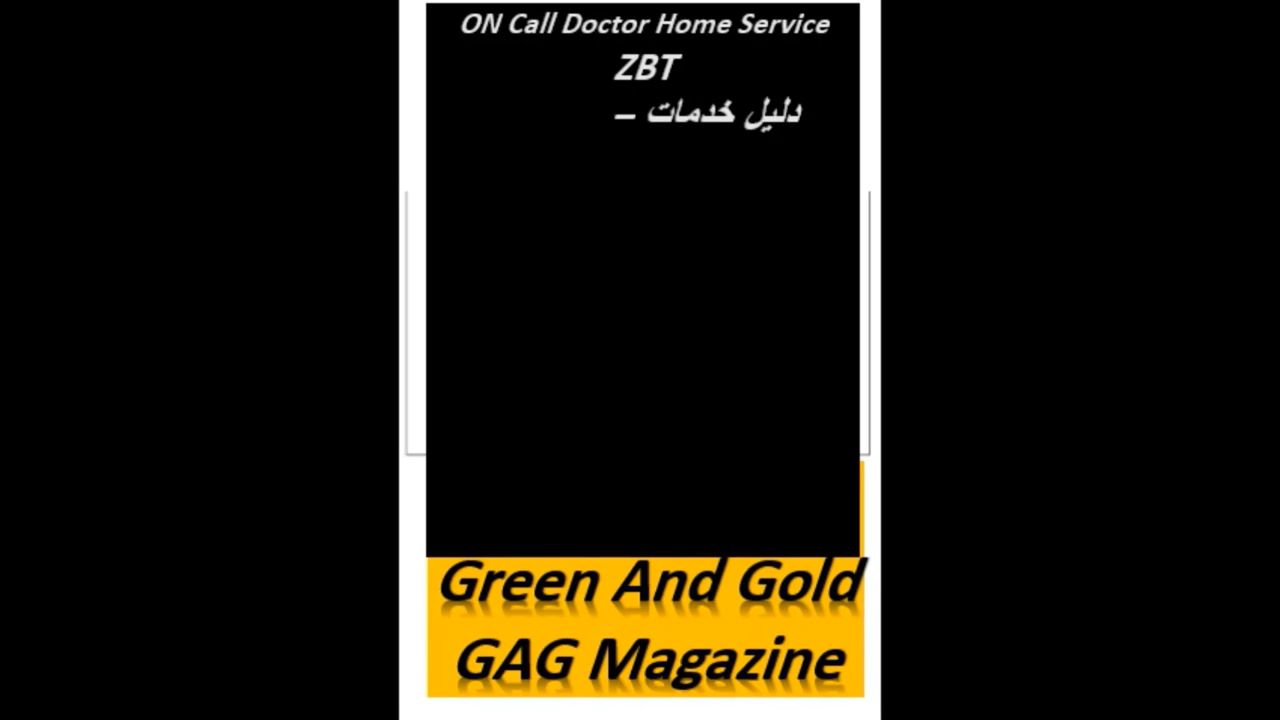 ON Call Doctor Home Service
ZBT
دليل خدمات –
Green And Gold
GAG Magazine